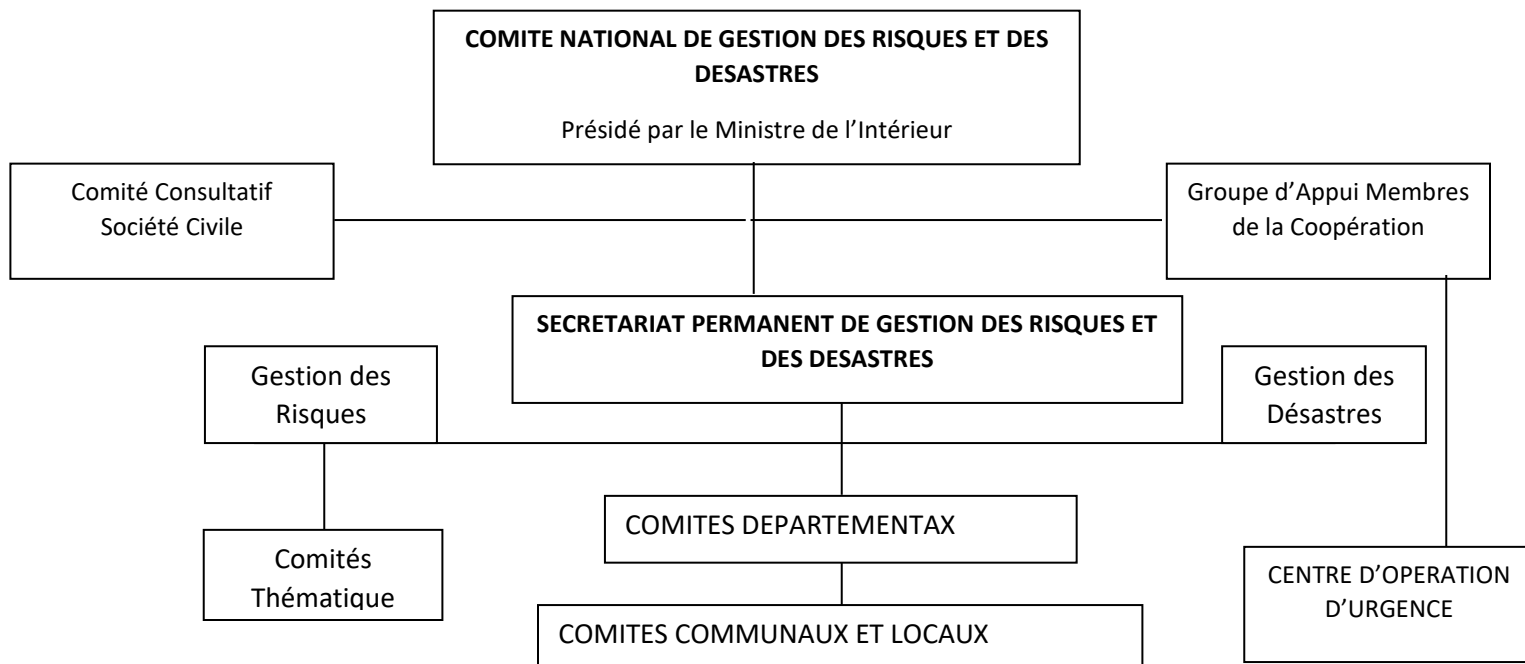 COMITE NATIONAL DE GESTION DES RISQUES ET DES
DESASTRES
Présidé par le Ministre de l’Intérieur
Comité Consultatif
Société Civile
Groupe d’Appui Membres
de la Coopération
SECRETARIAT PERMANENT DE GESTION DES RISQUES ET
DES DESASTRES
Gestion des
Risques
Gestion des
Désastres
COMITES DEPARTEMENTAX
Comités
Thématique
CENTRE D’OPERATION
D’URGENCE
COMITES COMMUNAUX ET LOCAUX